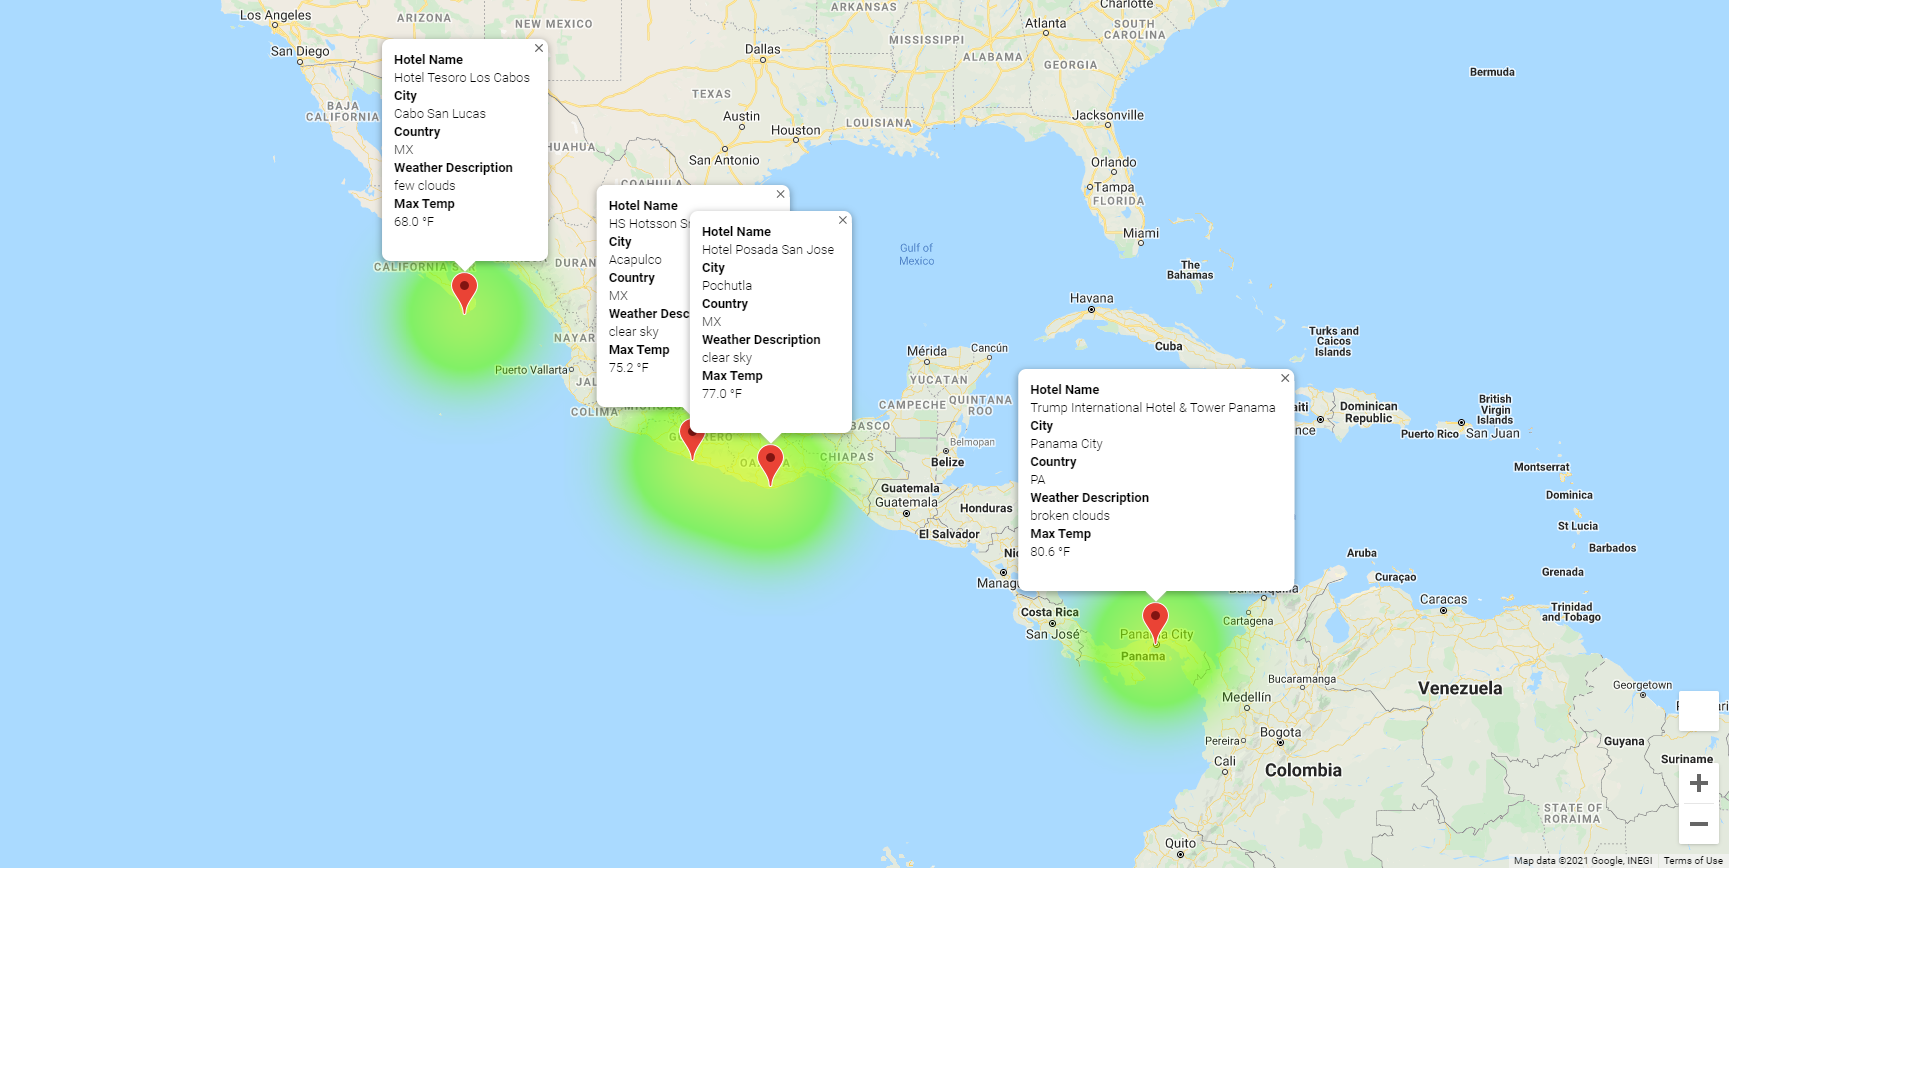 Los Angeles
ARIZONA
NEW MEXICO
ARKANSAS
Charlotte
Atlanta
SOUTH
CAROLINA
MISSISSIPPI
ALABAMA
GEORGIA
San Diego
Dallas
TEXAS
Bermuda
BAJA
CALIFORNIA
Austin
Houston
LOUISIANA
Jacksonville
San Antonio
HUAHUA
COAHUILA
Orlando
Tampa
FLORIDA
Miami
Gulf of
Mexico
The
Bahamas
Havana
Cuba
Turks and
Caicos
Islands
Hotel Name
Hotel Tesoro Los Cabos
City
Cabo San Lucas
Country
MX
Weather Description
few clouds
Max Temp
68.0 °F
CALIFORNIA S
DURAN
NAYAR
Puerto Vallarta
JAL
COLIMA
Hotel Name
HS Hotsson
City
Acapulco
Country
MX
Weather Desc
clear sky
Max Temp
75.2 °F
Hotel Name
Hotel Posada San Jose
City
Pochutla
Country
MX
Weather Description
clear sky
Max Temp
77.0 °F
Mérida
Cancún
YUCATAN
CAMPECHE
QUINTANA
ROO
BASCO
CHIAPAS
Belmopan
Belize
Guatemala
Guatemala
Honduras
El Salvador
Nic
Manag
Costa Rica
San José
Hotel Name
Trump International Hotel & Tower Panama
City
Panama City
Country
PA
Weather Description
broken clouds
Max Temp
80.6 °F
Panama City
Panama
aiti
nce
Dominican
Republic
Puerto Rico
San Juan
British
Virgin
Islands
Montserrat
Dominica
St Lucia
Barbados
Grenada
Trinidad
and Tobago
Aruba
Curaçao
Caracas
Barranquilla
Cartagena
Bucaramanga
Medellín
Venezuela
Georgetown
Pereira
Bogota
Cali
Colombia
Guyana
Suriname
STATE OF
RORAIMA
Quito
Map data ©2021 Google, INEGI
Terms of Use